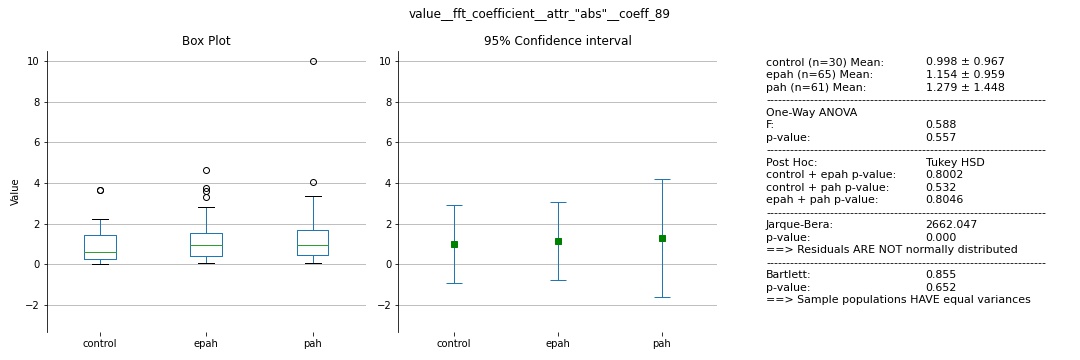 value__fft_coefficient__attr_"abs"__coeff_89
Box Plot
Value
10
8
6
4
2
0
−2
control epah pah
95% Confidence interval
10
8
6
4
2
0
−2
control epah pah
control (n=30) Mean: 0.998 ± 0.967
epah (n=65) Mean: 1.154 ± 0.959
pah (n=61) Mean: 1.279 ± 1.448
One-Way ANOVA
F: 0.588
p-value: 0.557
Post Hoc: Tukey HSD
control + epah p-value: 0.8002
control + pah p-value: 0.532
epah + pah p-value: 0.8046
Jarque-Bera: 2662.047
p-value: 0.000
==> Residuals ARE NOT normally distributed
Bartlett: 0.855
p-value: 0.652
==> Sample populations HAVE equal variances